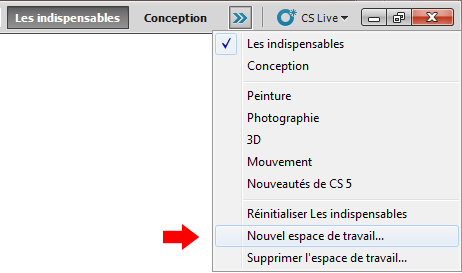 Les indispensables Conception CS Live
Les indispensables
Conception
Peinture
Photographie
3D
Mouvement
Nouveautés de CS 5
Réinitialiser Les indispensables
Nouvel espace de travail...
Supprimer l'espace de travail...